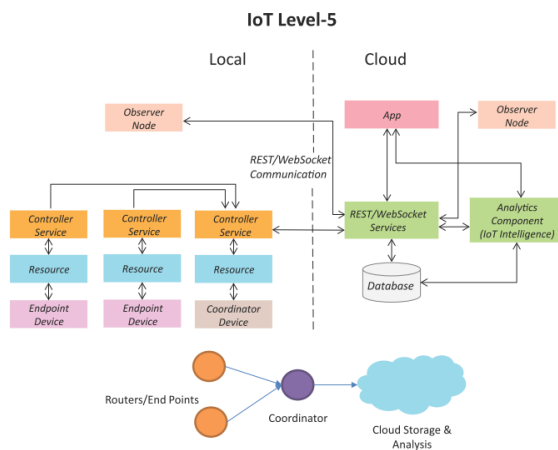 IoT Level-5
Local
Cloud
Observer
Node
App
Observer
Node
REST/WebSocket
Communication
Controller
Service
Controller
Service
Controller
Service
REST/WebSocket
Services
Analytics
Component
(IoT Intelligence)
Resource
Resource
Resource
Database
Endpoint
Device
Endpoint
Device
Coordinator
Device
Routers/End Points
Coordinator
Cloud Storage &
Analysis